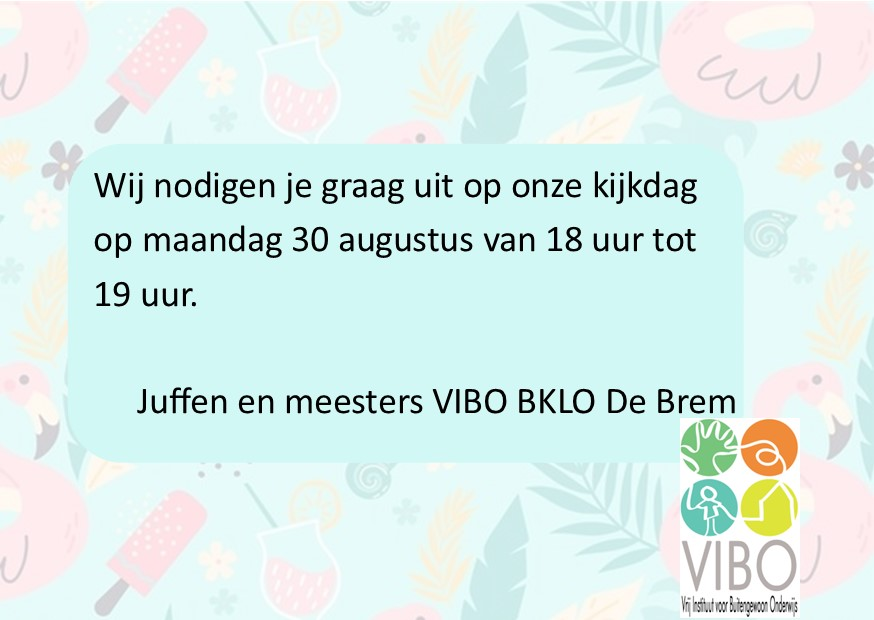 Wij nodigen je graag uit op onze kijkdag
op maandag 30 augustus van 18 uur tot
19 uur.
Juffen en meesters VIBO BKLO De Brem
VIBO
Vrij Instituut voor Buitengewoon Onderwijs